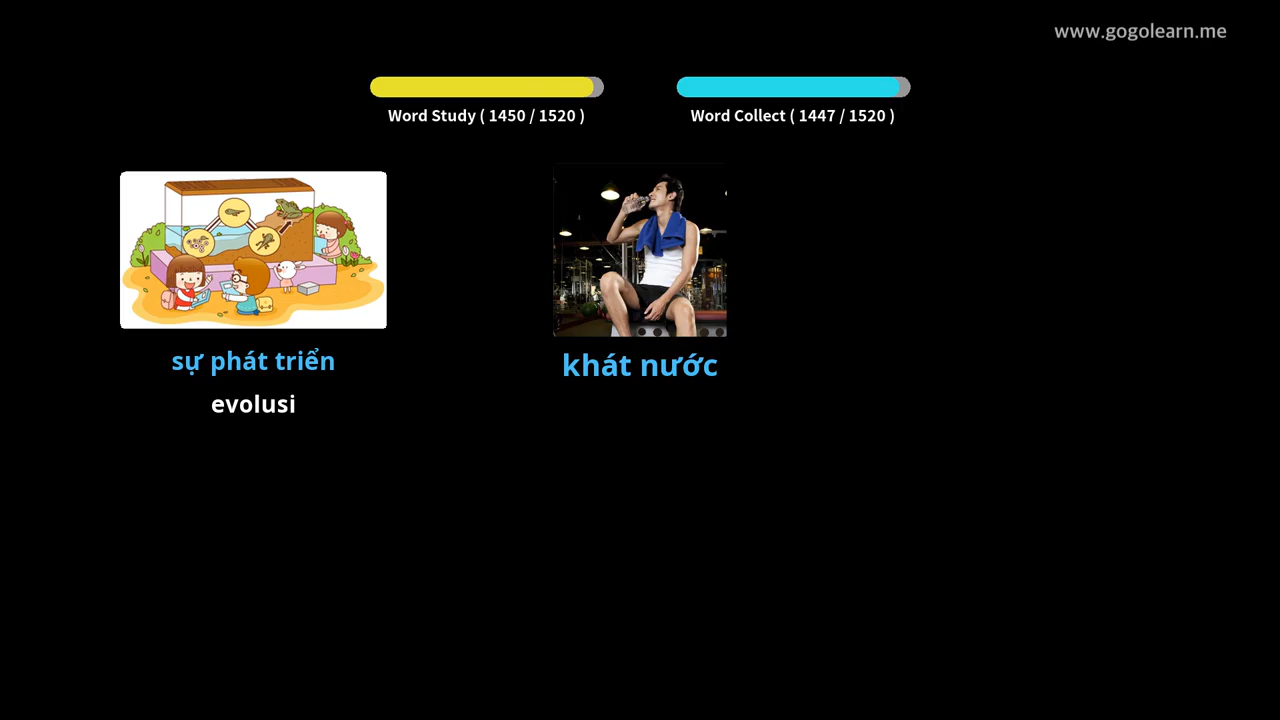 www.gogolearn.me
Word Study ( 1450 / 1520 )
Word Collect ( 1447 / 1520 )
sự phát triển
evolusi
khát nước